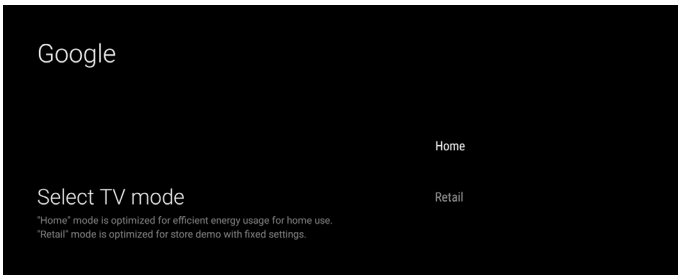 Google
Home
Select TV mode
"Home" mode is optimized for efficient energy usage for home use.
"Retail" mode is optimized for store demo with fixed settings.
Retail